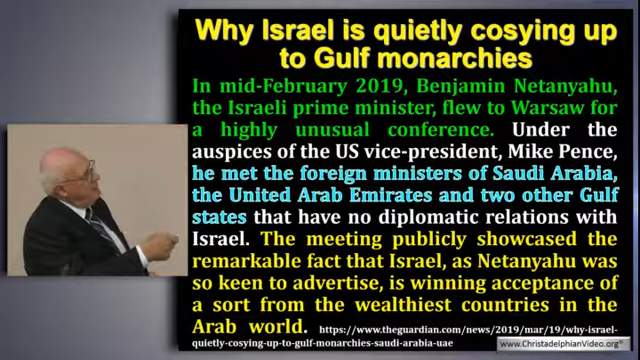 Why Israel is quietly cosying up
to Gulf monarchies
In mid-February 2019, Benjamin Netanyahu,
the Israeli prime minister, flew to Warsaw for
a highly unusual conference. Under the
auspices of the US vice-president, Mike Pence,
he met the foreign ministers of Saudi Arabia,
the United Arab Emirates and two other Gulf
states that have no diplomatic relations with
Israel. The meeting publicly showcased the
remarkable fact that Israel, as Netanyahu was
so keen to advertise, is winning acceptance of
a sort from the wealthiest countries in the
Arab world. https://www.theguardian.com/news/2019/mar/19/why-israel-
quietly-cosying-up-to-gulf-monarchies-saudi-arabia-uae
www.ChristadelphianVideo.org®